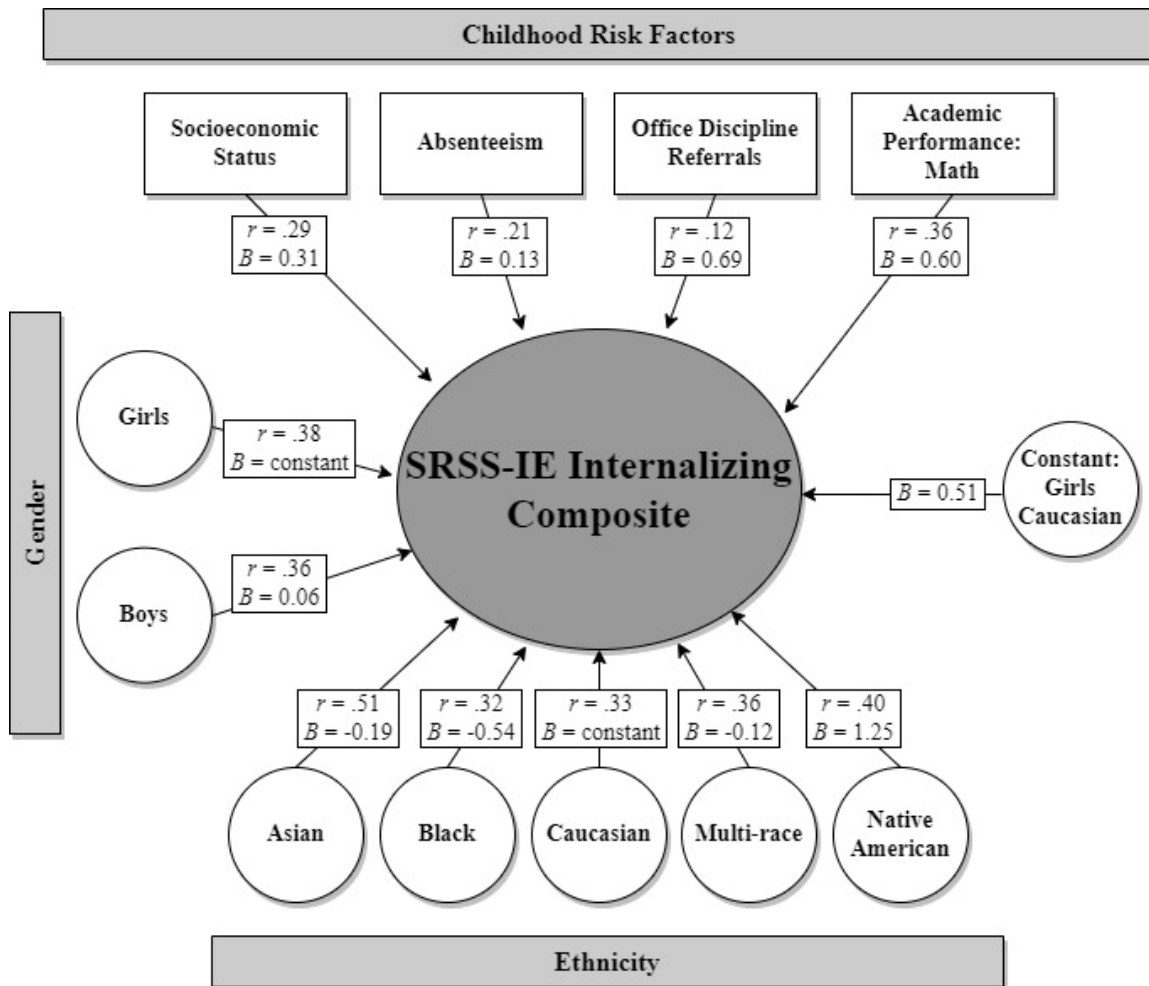 Childhood Risk Factors
Socioeconomic
Status
Absenteeism
Office Discipline
Referrals
Academic
Performance:
Math
r = .29
B = 0.31
r = .21
B = 0.13
r = .12
B = 0.69
r = .36
B = 0.60
Gender
Girls
r = .38
B = constant
Boys
r = .36
B = 0.06
SRSS-IE Internalizing
Composite
B = 0.51
Constant:
Girls
Caucasian
r = .51
B = -0.19
r = .32
B = -0.54
r = .33
B = constant
r = .36
B = -0.12
r = .40
B = 1.25
Asian
Black
Caucasian
Multi-race
Native
American
Ethnicity